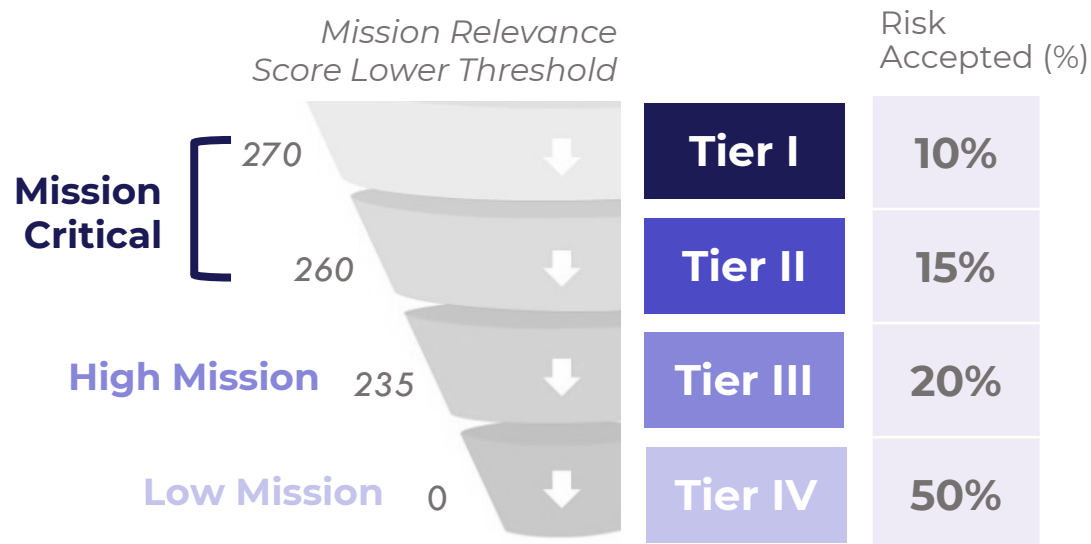 Mission Relevance
Score Lower Threshold
Risk
Accepted (%)
Mission
Critical
270
Tier I
10%
260
Tier II
15%
High Mission
235
Tier III
20%
Low Mission
0
Tier IV
50%